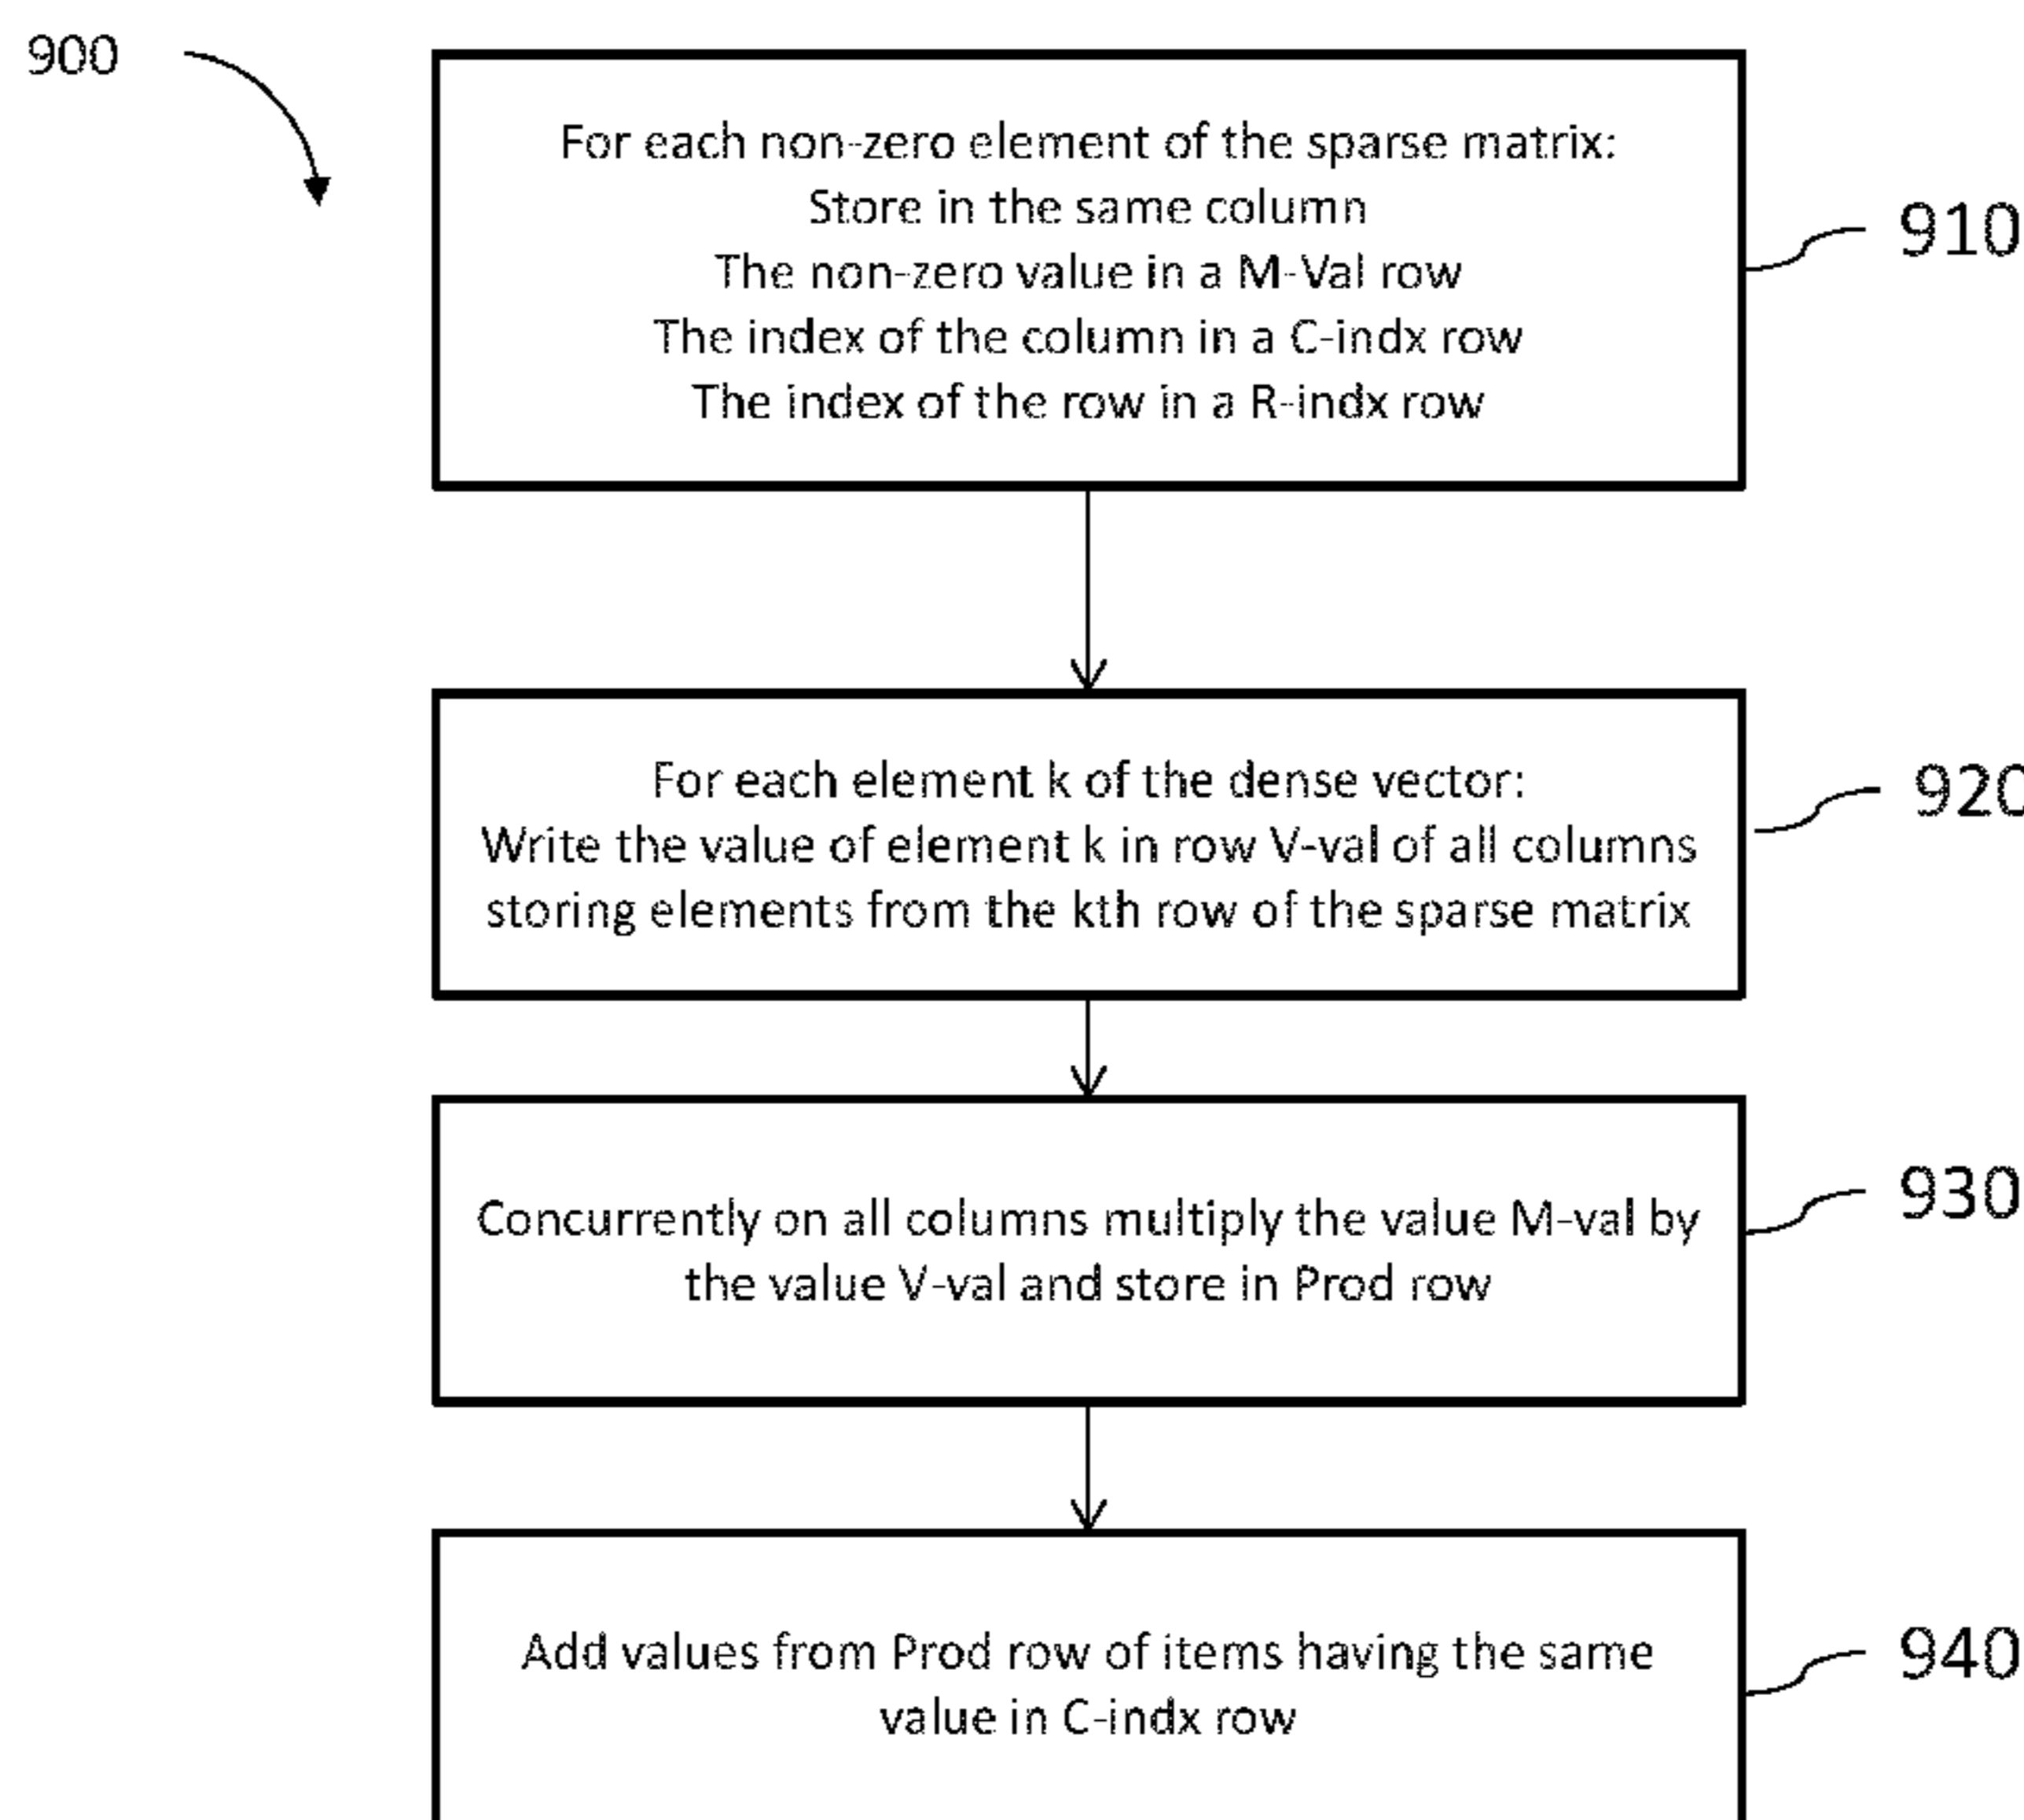 900
For each non-zero element of the sparse matrix:
Store in the same column
The non-zero value in a M-Val row
The index of the column in a C-indx row
The index of the row in a R-indx row
910
For each element k of the dense vector:
Write the value of element k in row V-val of all columns
storing elements from the kth row of the sparse matrix
920
Concurrently on all columns multiply the value M-val by
the value V-val and store in Prod row
930
Add values from Prod row of items having the same
value in C-indx row
940